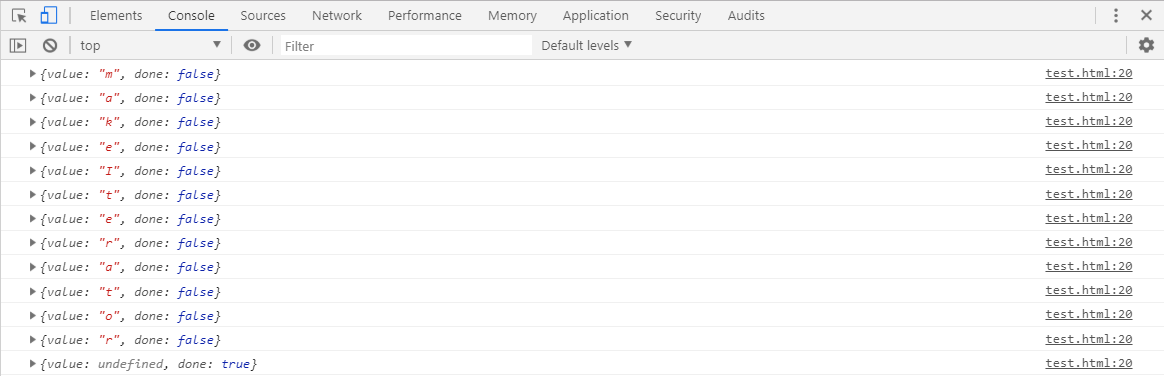 Elements Console Sources Network Performance Memory Application Security Audits
top Filter Default levels
{value: "m", done: false} test.html:20
{value: "a", done: false} test.html:20
{value: "k", done: false} test.html:20
{value: "e", done: false} test.html:20
{value: "I", done: false} test.html:20
{value: "t", done: false} test.html:20
{value: "e", done: false} test.html:20
{value: "r", done: false} test.html:20
{value: "a", done: false} test.html:20
{value: "t", done: false} test.html:20
{value: "o", done: false} test.html:20
{value: "r", done: false} test.html:20
{value: undefined, done: true} test.html:20